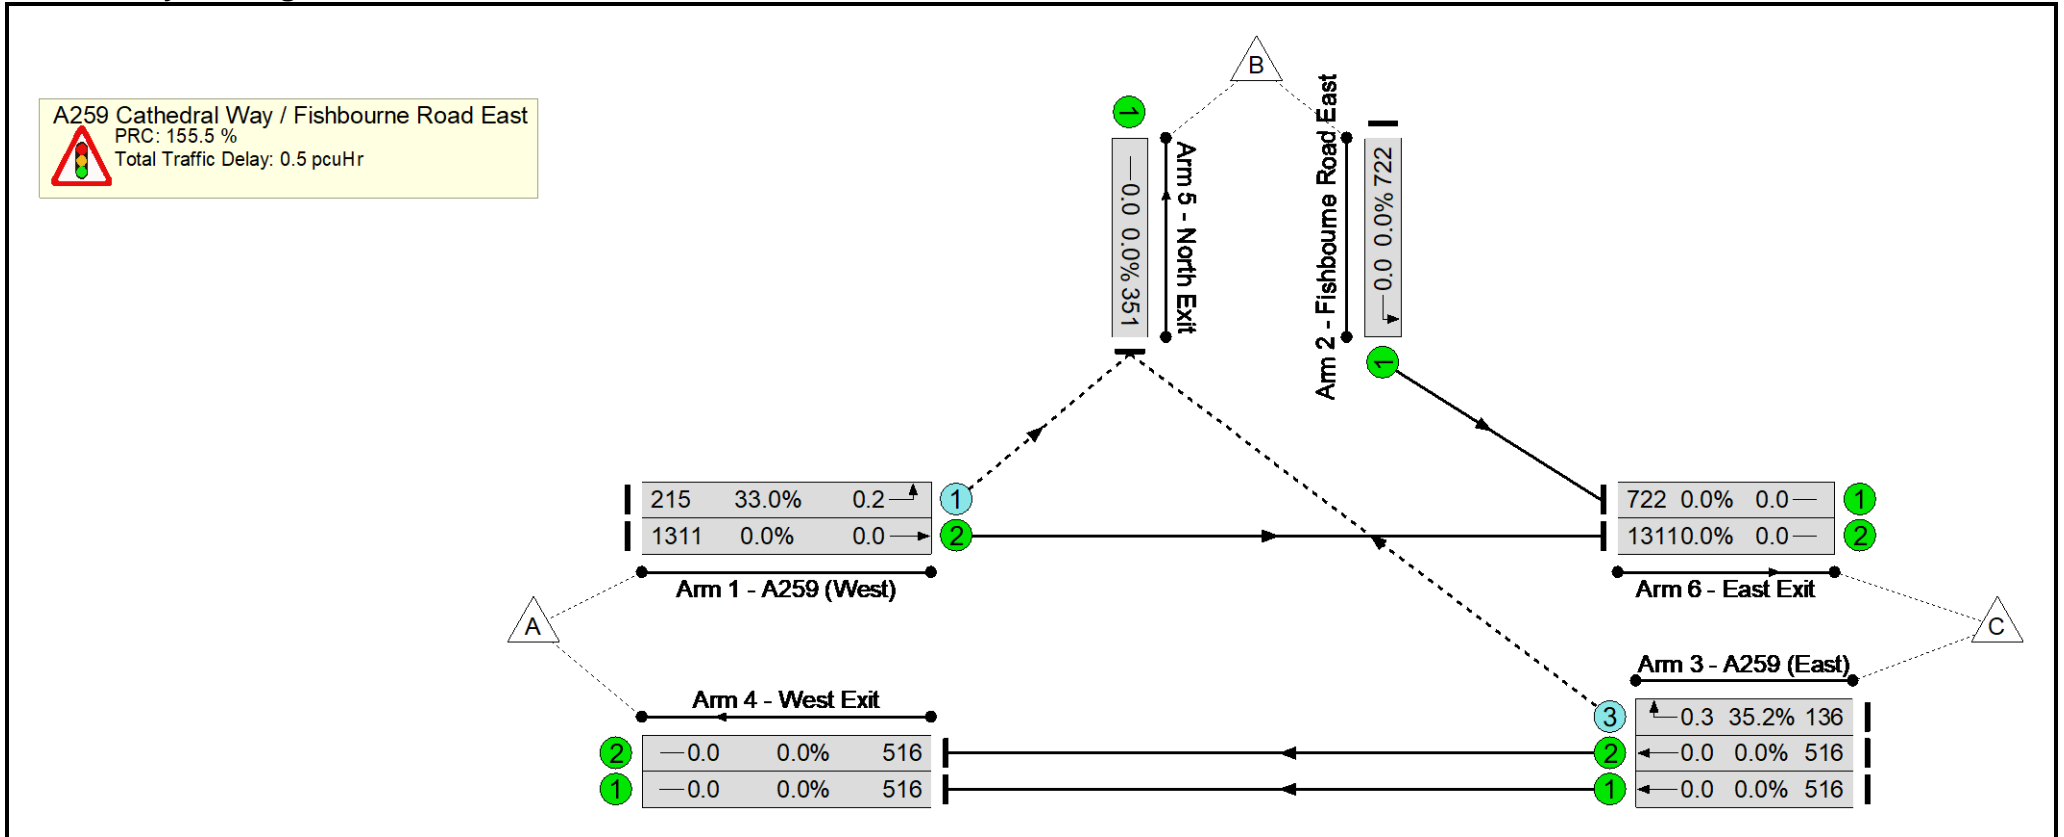 A259 Cathedral Way / Fishbourne Road East
PRC: 155.5 %
Total Traffic Delay: 0.5 pcuHr
B
1
0.0 0.0% 351
Arm 5 - North Exit
Arm 2 - Fishbourne Road East
0.0 0.0% 722
1
215 33.0% 0.2 1
1311 0.0% 0.0 2
Arm 1 - A259 (West)
722 0.0% 0.0 1
1311 0.0% 0.0 2
Arm 6 - East Exit
A
C
Arm 4 - West Exit
2 0.0 0.0% 516
1 0.0 0.0% 516
Arm 3 - A259 (East)
3 0.3 35.2% 136
2 0.0 0.0% 516
1 0.0 0.0% 516